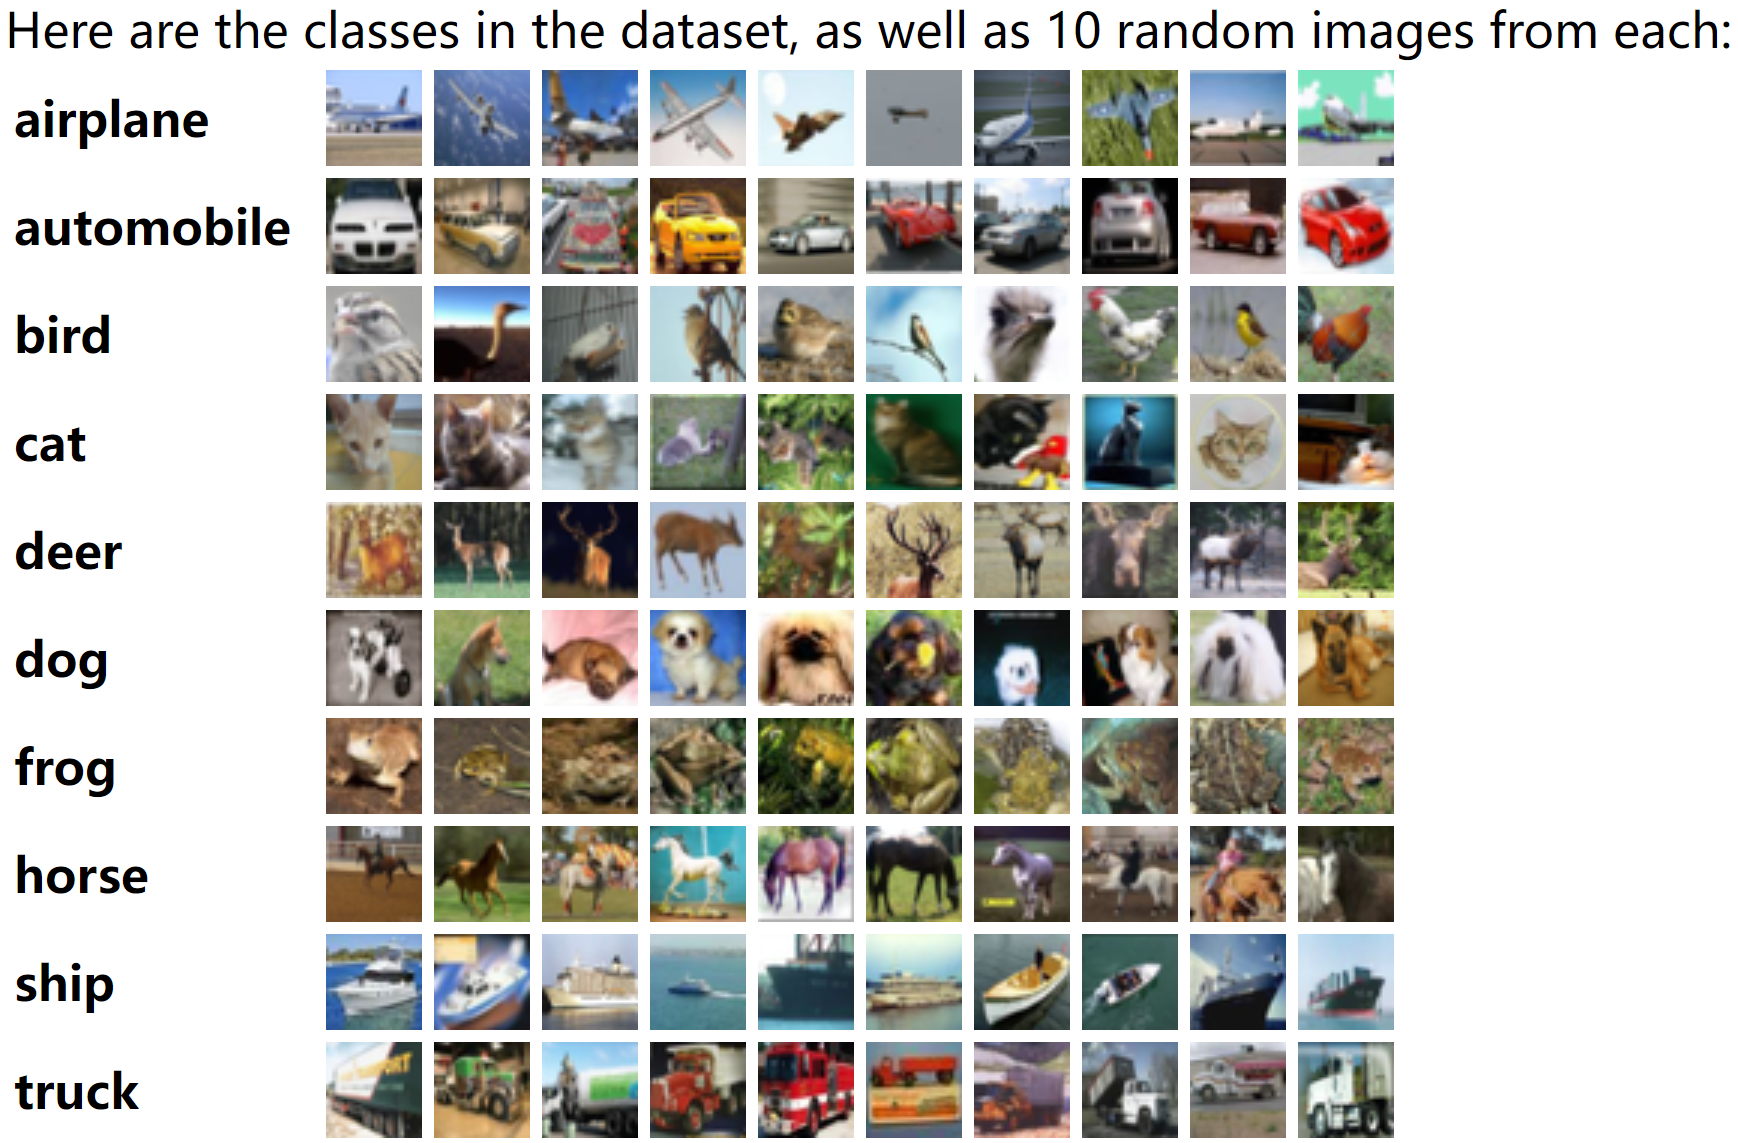 Here are the classes in the dataset, as well as 10 random images from each:
airplane
automobile
bird
cat
deer
dog
frog
horse
ship
truck